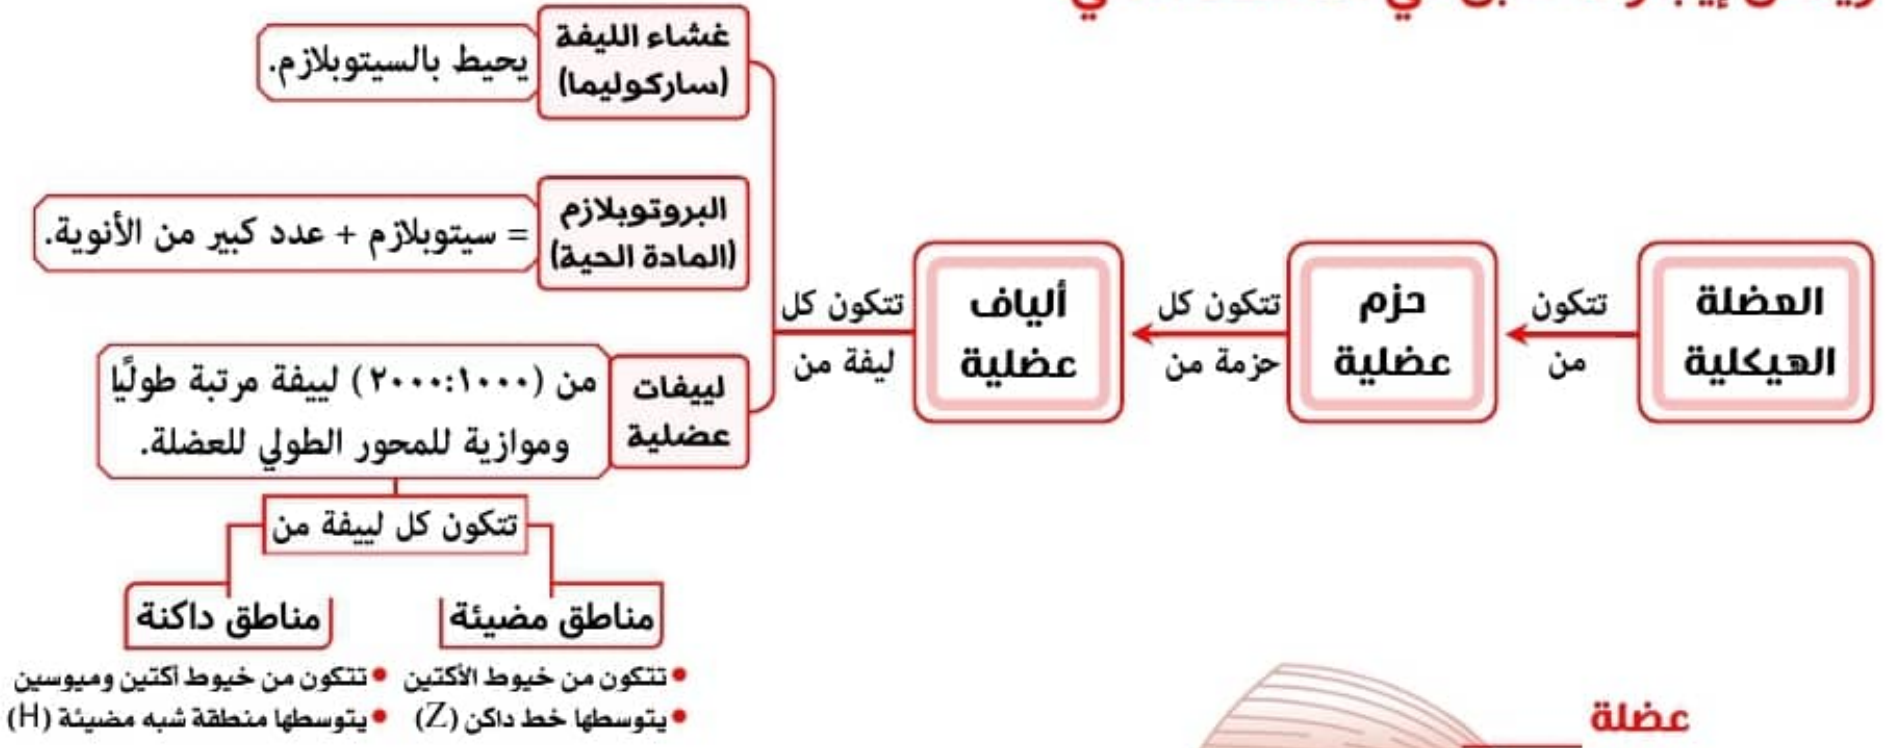 العضلة
الهيكلية
تتكون
من
حزم
عضلية
تتكون كل
حزمة من
ألياف
عضلية
تتكون كل
ليفة من
غشاء الليفة
(ساركوليما)
يحيط بالسيتوبلازم.
البروتوبلازم
(المادة الحية)
= سيتوبلازم + عدد كبير من الأنوية.
لييفات
عضلية
من (١٠٠٠:٢٠٠٠) لييفة مرتبة طوليًا
وموازية للمحور الطولي للعضلة.
تتكون كل لييفة من
مناطق مضيئة
• تتكون من خيوط الأكتين
• يتوسطها خط داكن (Z)
مناطق داكنة
• تتكون من خيوط أكتين وميوسين
• يتوسطها منطقة شبه مضيئة (H)
عضلة